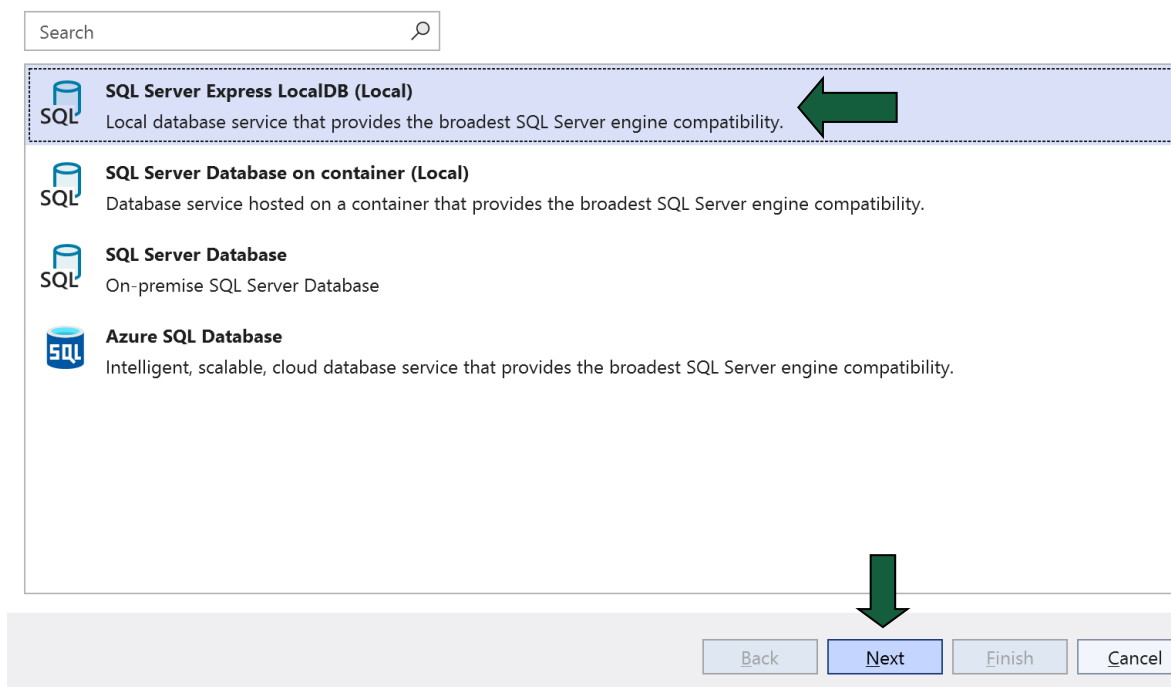 Search
SQL Server Express LocalDB (Local)
SQL
Local database service that provides the broadest SQL Server engine compatibility.
SQL Server Database on container (Local)
SQL
Database service hosted on a container that provides the broadest SQL Server engine compatibility.
SQL Server Database
SQL
On-premise SQL Server Database
Azure SQL Database
SQL
Intelligent, scalable, cloud database service that provides the broadest SQL Server engine compatibility.
Back
Next
Finish
Cancel